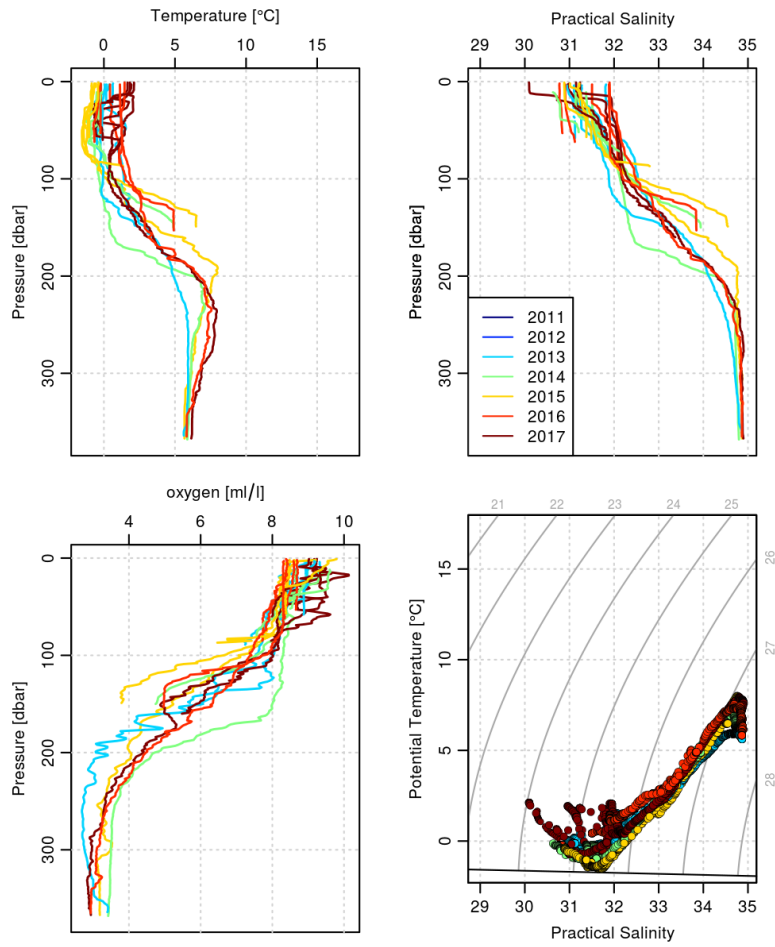 Temperature [°C]
0 5 10 15
Pressure [dbar]
0
100
200
300
Practical Salinity
29 30 31 32 33 34 35
Pressure [dbar]
0
100
200
300
2011
2012
2013
2014
2015
2016
2017
oxygen [ml/l]
4 6 8 10
Pressure [dbar]
0
100
200
300
21 22 23 24 25
26
27
28
Potential Temperature [°C]
15
10
5
0
29 30 31 32 33 34 35
Practical Salinity